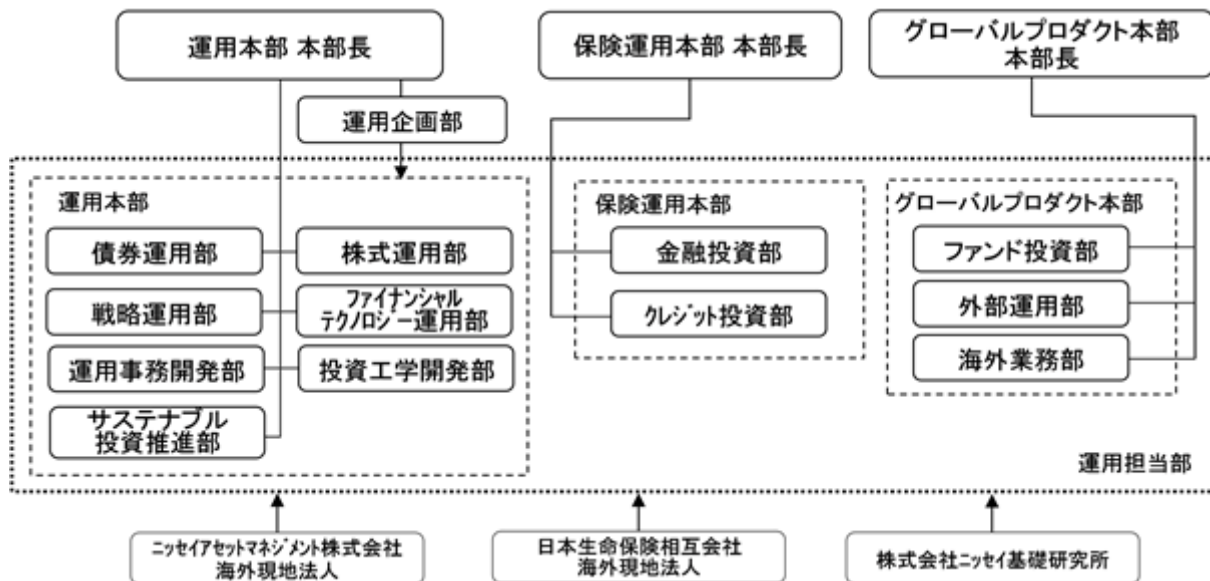 運用本部 本部長
保険運用本部 本部長
グローバルプロダクト本部
本部長
運用企画部
運用本部
債券運用部
株式運用部
戦略運用部
ファイナンシャル
テクノロジー運用部
運用事務開発部
投資工学開発部
サステナブル
投資推進部
保険運用本部
金融投資部
クレジット投資部
グローバルプロダクト本部
ファンド投資部
外部運用部
海外業務部
運用担当部
ニッセイアセットマネジメント株式会社
海外現地法人
日本生命保険相互会社
海外現地法人
株式会社ニッセイ基礎研究所